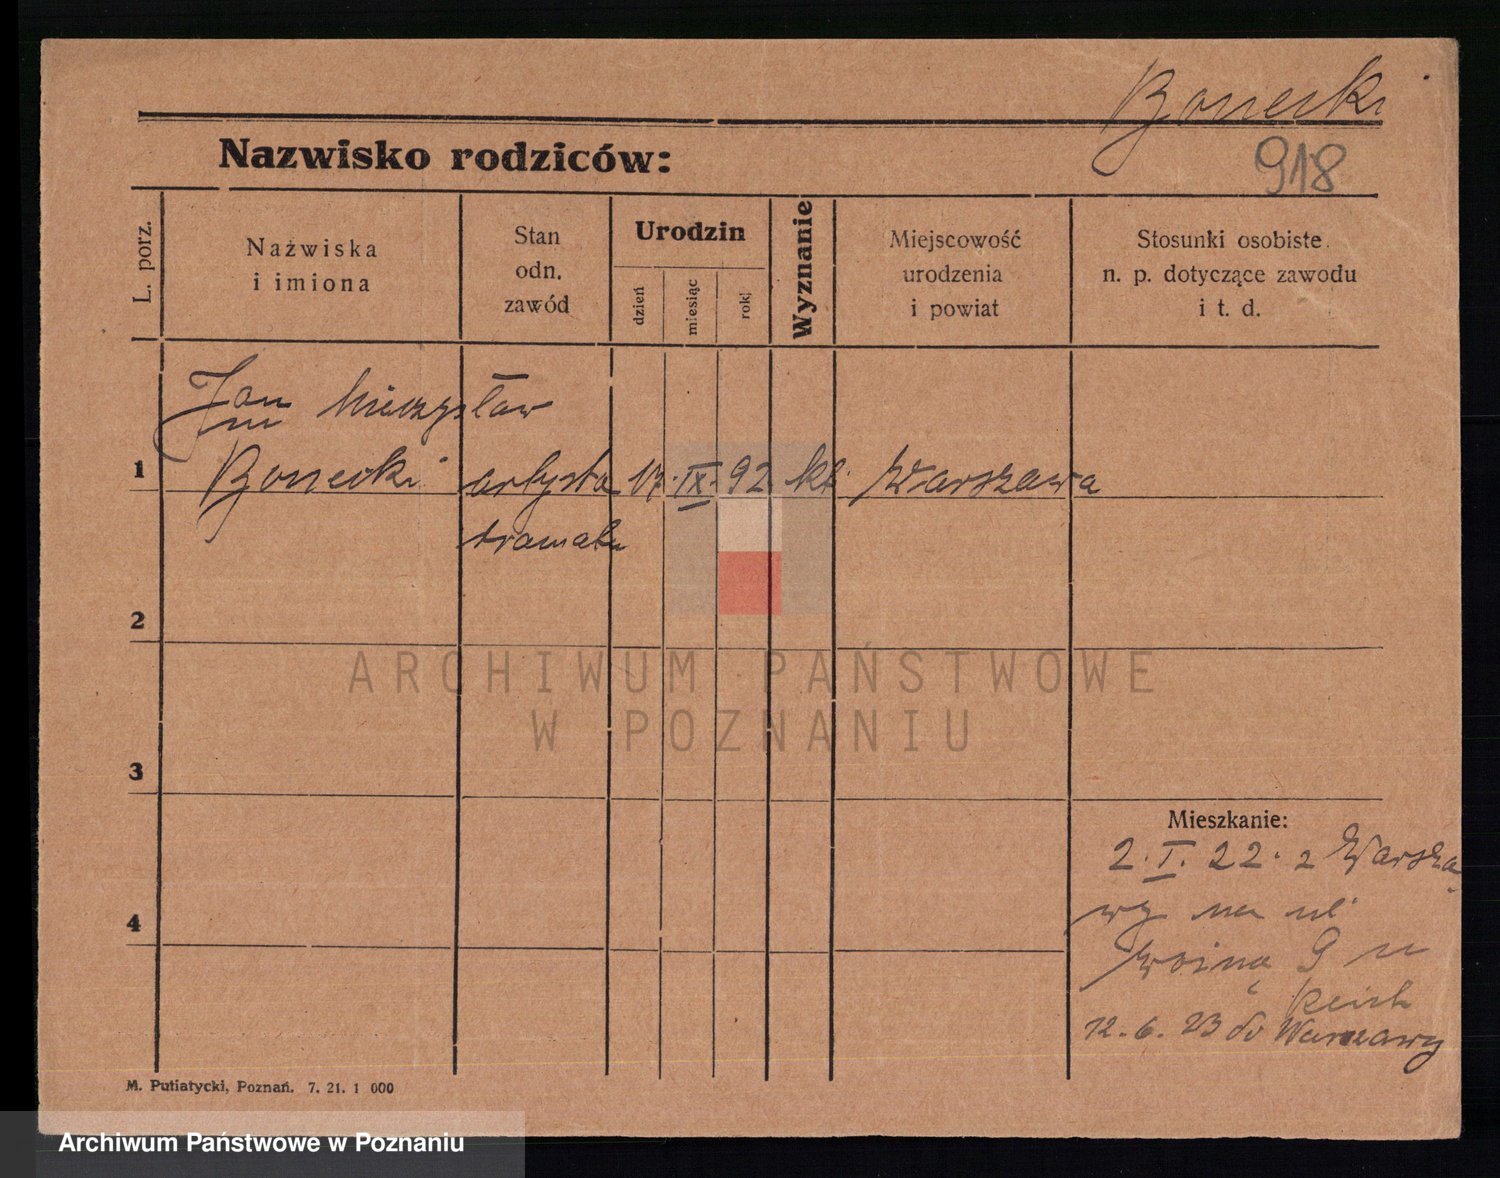 Bonecki
918
Nazwisko rodziców:
L. porz.
Nazwiska
i imiona
Stan
odn.
zawód
Urodzin
dzień
miesiąc
rok
Wyznanie
Miejscowość
urodzenia
i powiat
Stosunki osobiste
n. p. dotyczące zawodu
i t. d.
Jan Mieczysław
1 Bonecki artysta 17. IX. 92 kt. Warszawa
dramatu
2
3
4
ARCHIWUM PAŃSTWOWE
W POZNANIU
Mieszkanie:
2. I. 22. z Warsza
wy na ul
9 u
12. 6. 23 do Warszawy
M. Putiatycki, Poznań. 7. 21. 1 000
Archiwum Państwowe w Poznaniu